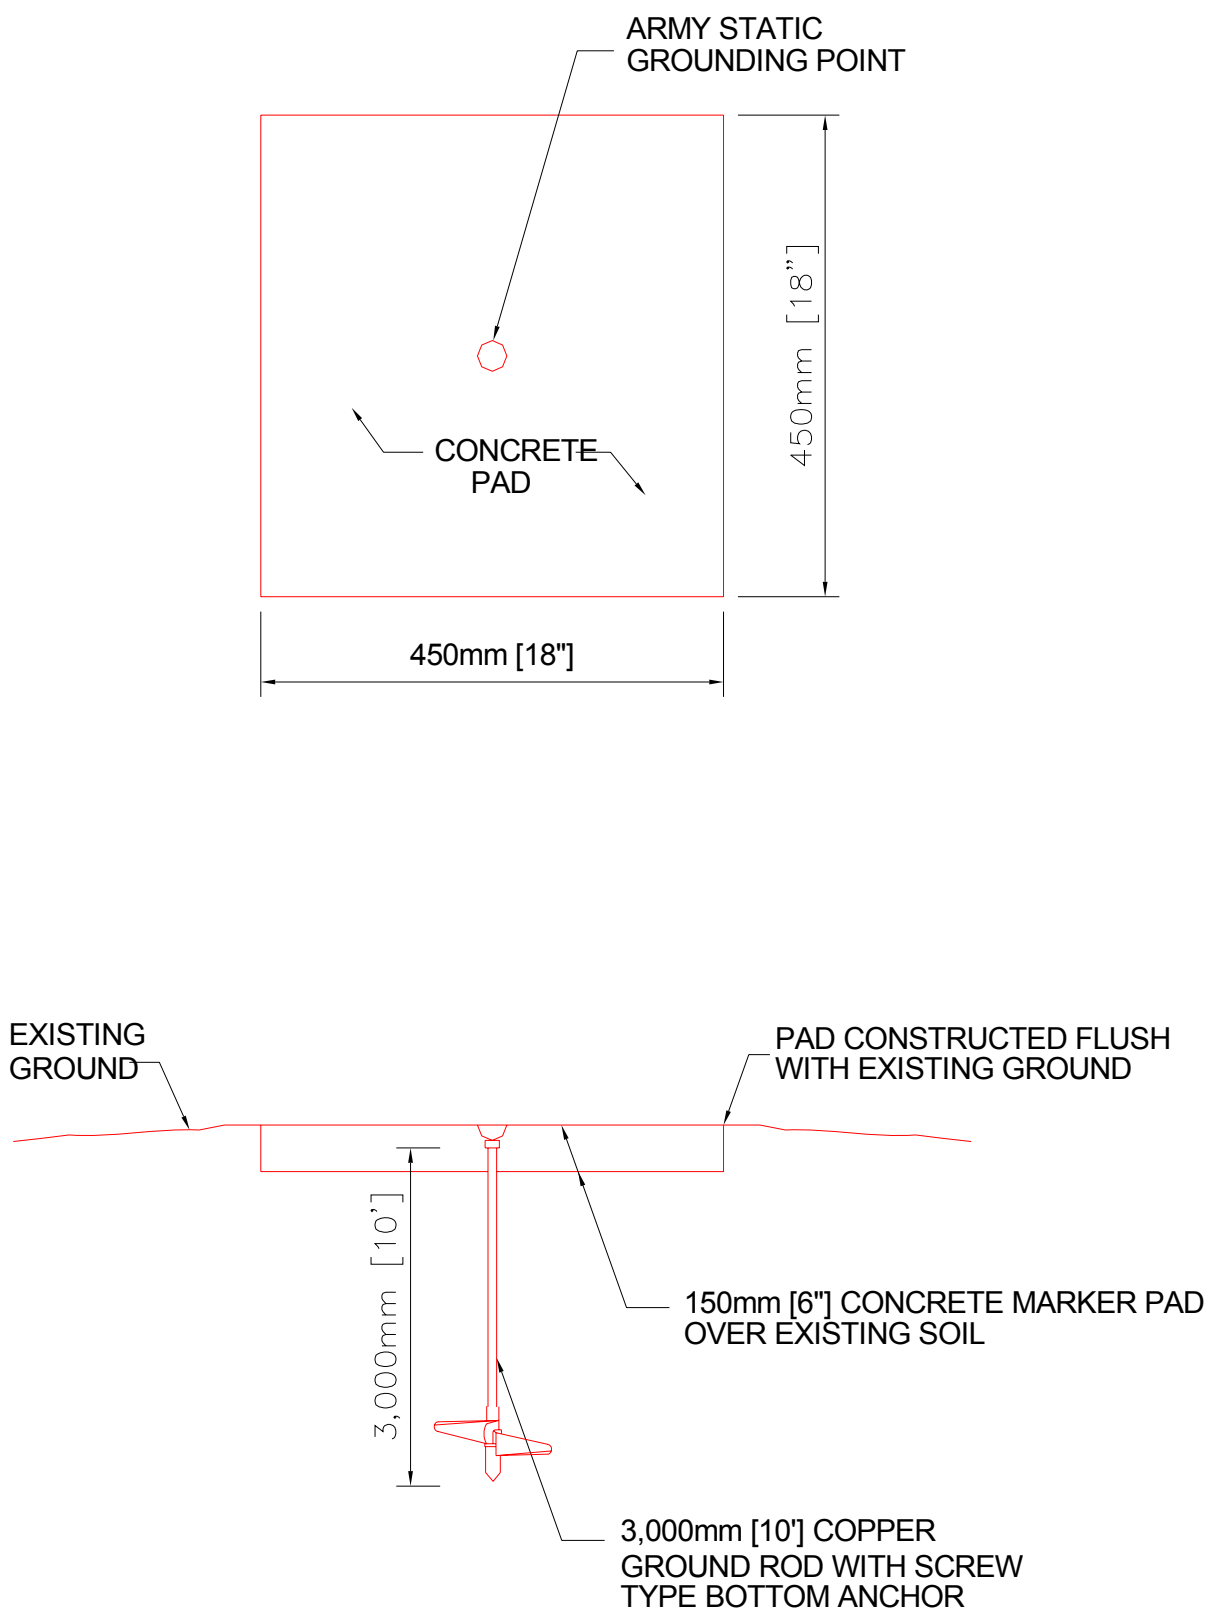 ARMY STATIC
GROUNDING POINT
450mm [18”]
CONCRETE
PAD
450mm [18"]
EXISTING
GROUND
PAD CONSTRUCTED FLUSH
WITH EXISTING GROUND
3,000mm [10’]
150mm [6"] CONCRETE MARKER PAD
OVER EXISTING SOIL
3,000mm [10'] COPPER
GROUND ROD WITH SCREW
TYPE BOTTOM ANCHOR